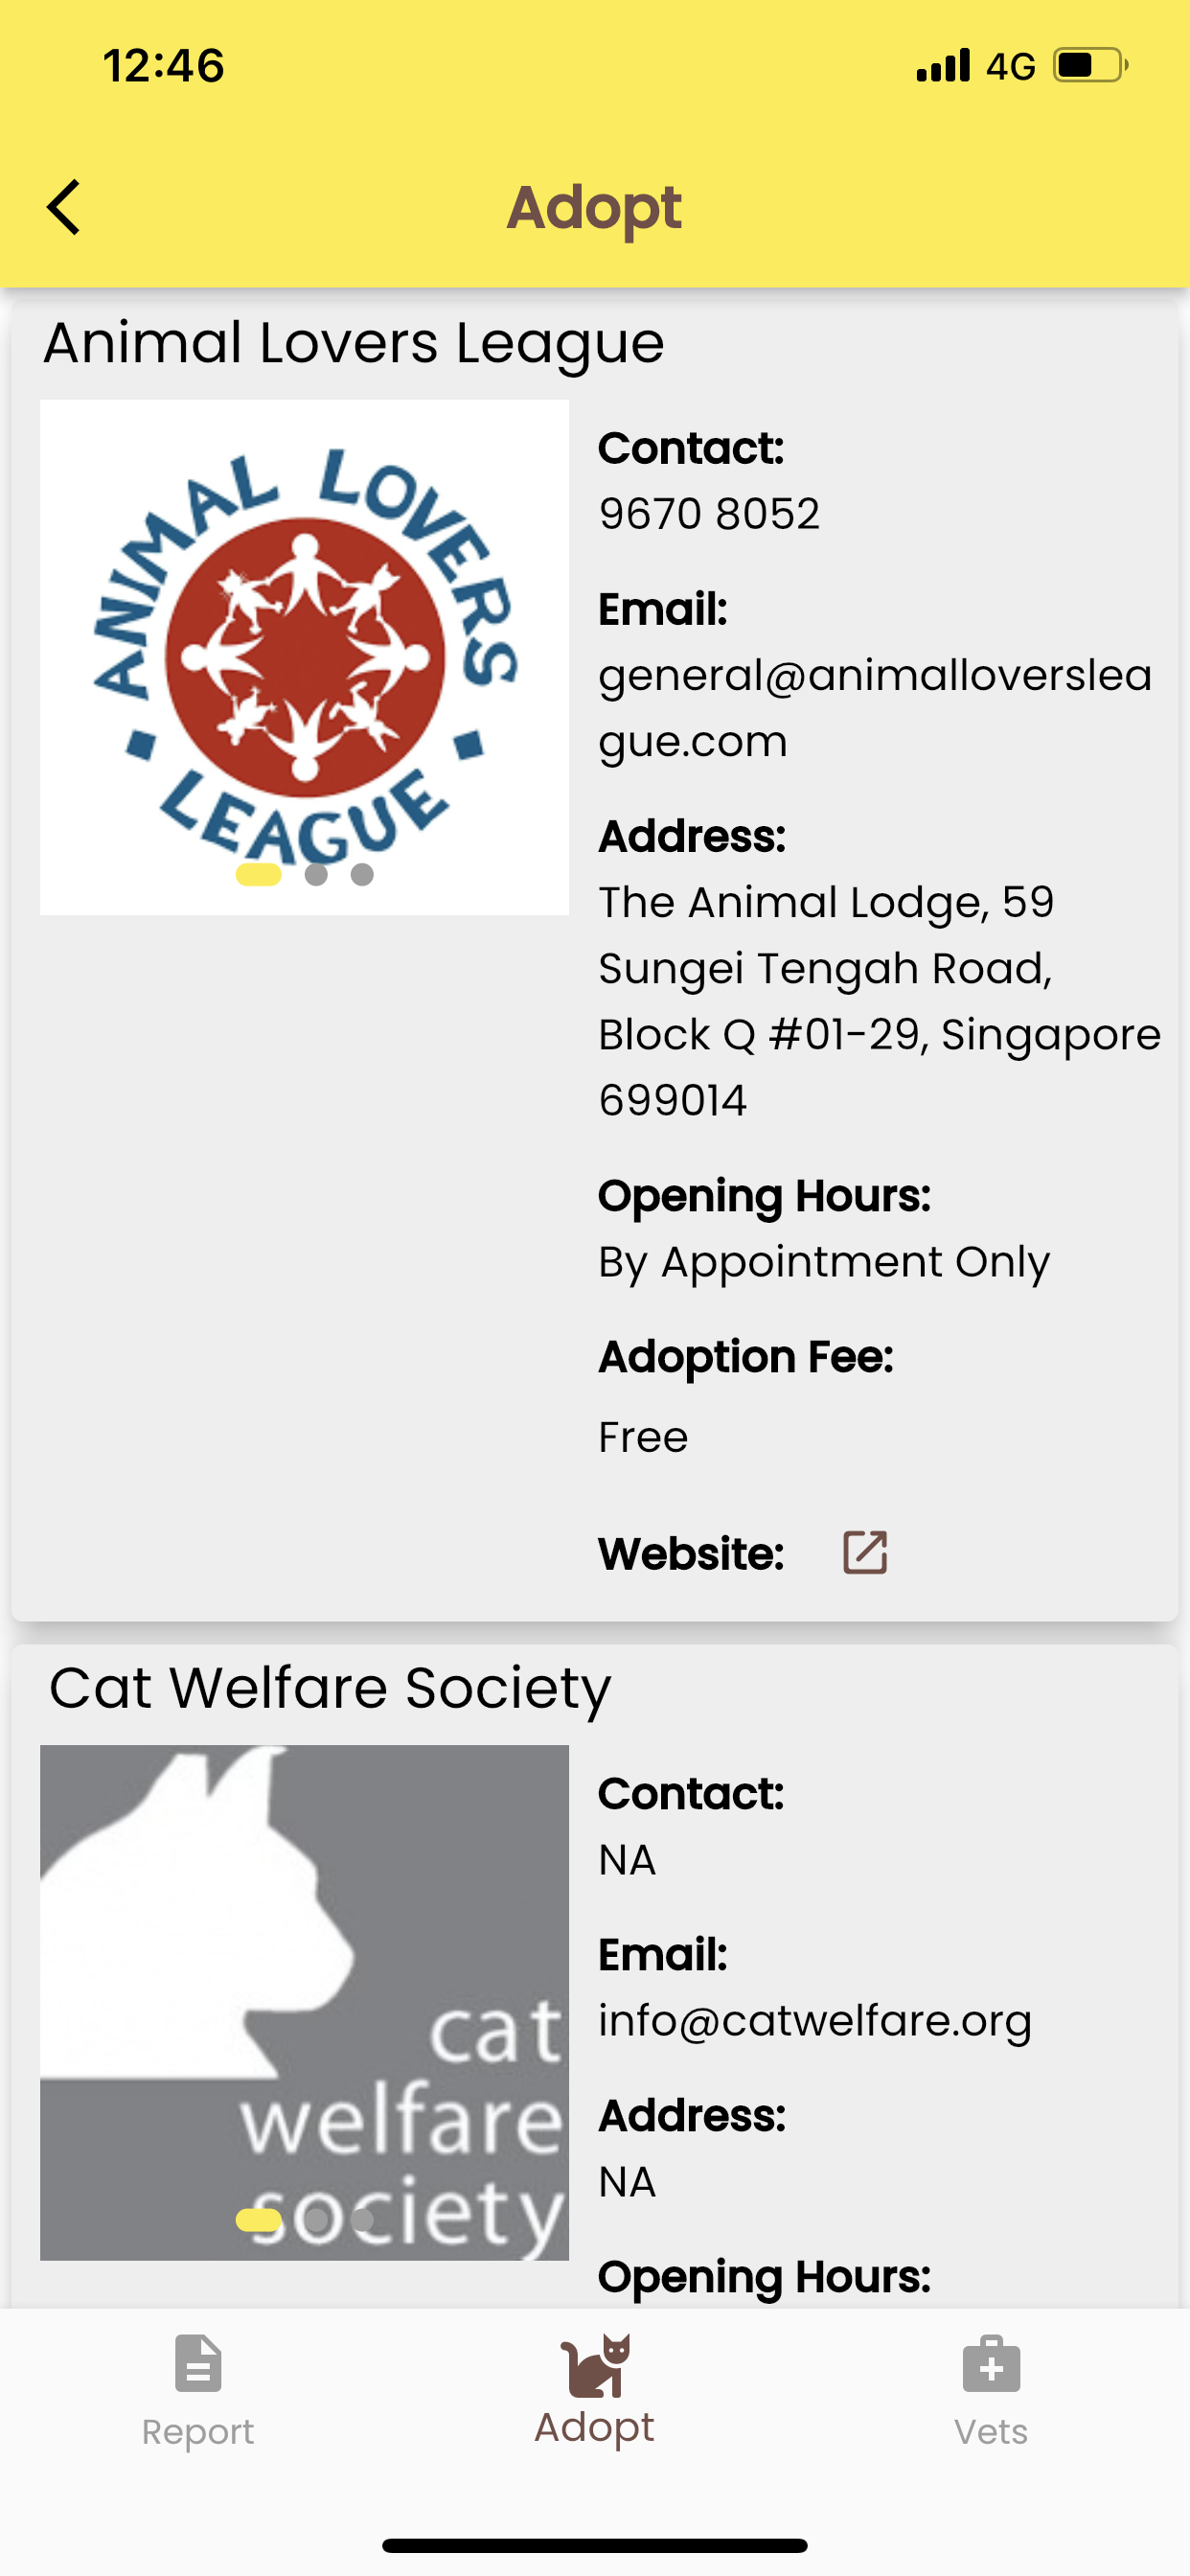 12:46
4G
Adopt
Animal Lovers League
ANIMAL LOVERS
LEAGUE
Contact:
9670 8052
Email:
general@animalloverslea
gue.com
Address:
The Animal Lodge, 59
Sungei Tengah Road,
Block Q #01-29, Singapore
699014
Opening Hours:
By Appointment Only
Adoption Fee:
Free
Website:
Cat Welfare Society
cat
welfare
society
Contact:
NA
Email:
info@catwelfare.org
Address:
NA
Opening Hours:
Report
Adopt
Vets